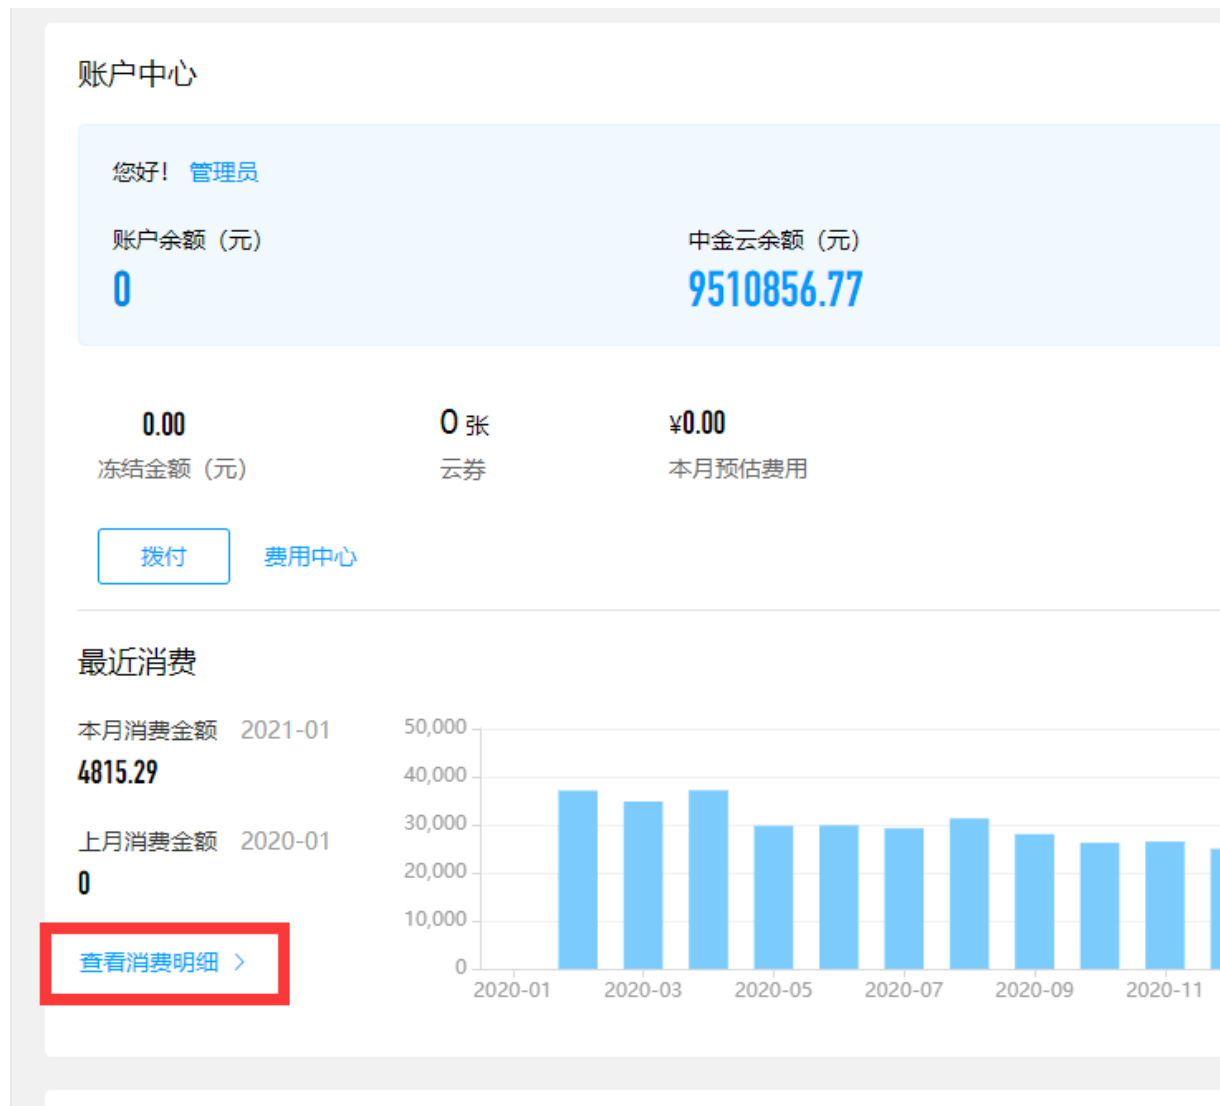 账户中心
您好！ 管理员
账户余额（元） 中金云余额（元）
0 9510856.77
0.00 0 张 ¥0.00
冻结金额（元） 云券 本月预估费用
拨付 费用中心
最近消费
本月消费金额 2021-01
4815.29
上月消费金额 2020-01
0
查看消费明细 >
50,000
40,000
30,000
20,000
10,000
0
2020-01 2020-03 2020-05 2020-07 2020-09 2020-11